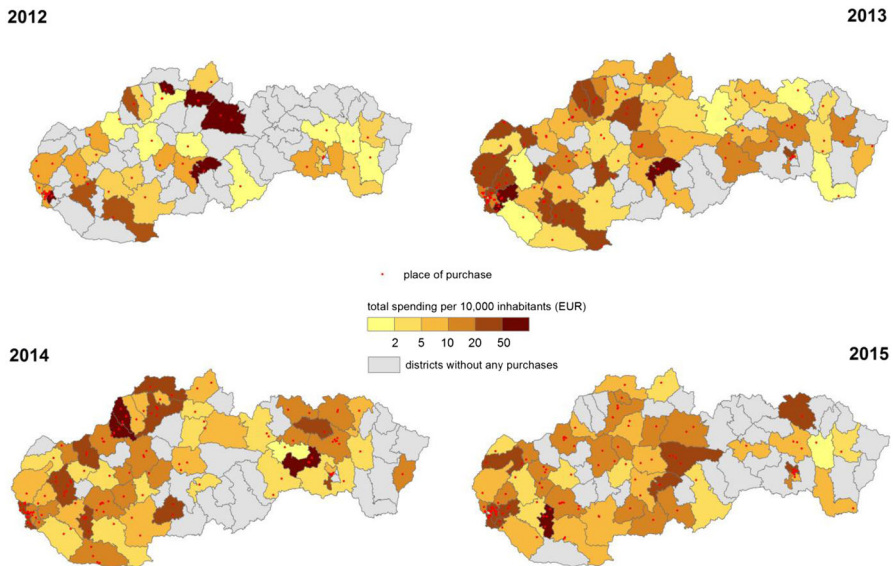 2012
2013
place of purchase
total spending per 10,000 inhabitants (EUR)
2 5 10 20 50
districts without any purchases
2014
2015